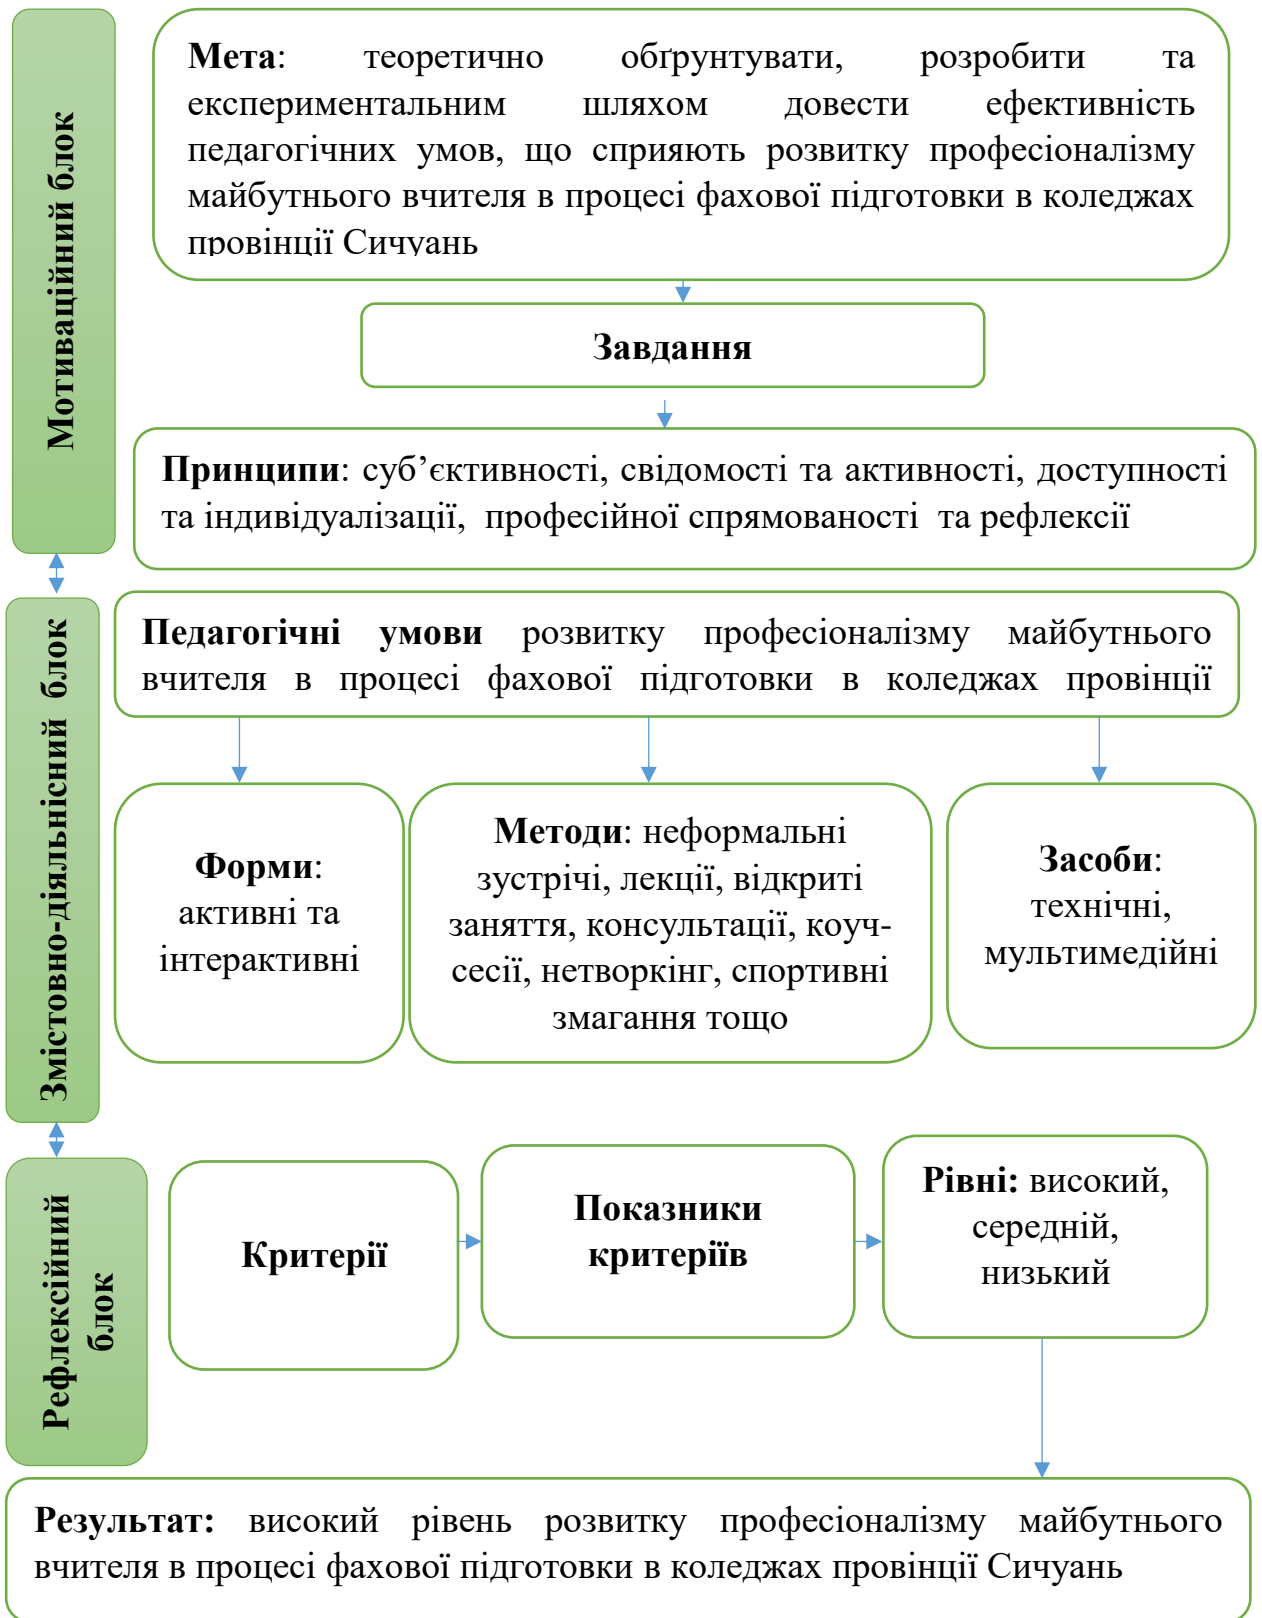 Мотиваційний блок
Мета: теоретично обґрунтувати, розробити та
експериментальним шляхом довести ефективність
педагогічних умов, що сприяють розвитку професіоналізму
майбутнього вчителя в процесі фахової підготовки в коледжах
провінції Сичуань
Завдання
Принципи: суб’єктивності, свідомості та активності, доступності
та індивідуалізації, професійної спрямованості та рефлексії
Змістовно-діяльнісний блок
Педагогічні умови розвитку професіоналізму майбутнього
вчителя в процесі фахової підготовки в коледжах провінції
Форми:
активні та
інтерактивні
Методи: неформальні
зустрічі, лекції, відкриті
заняття, консультації, коуч-
сесії, нетворкінг, спортивні
змагання тощо
Засоби:
технічні,
мультимедійні
Рефлексійний
блок
Критерії
Показники
критеріїв
Рівні: високий,
середній,
низький
Результат: високий рівень розвитку професіоналізму майбутнього
вчителя в процесі фахової підготовки в коледжах провінції Сичуань